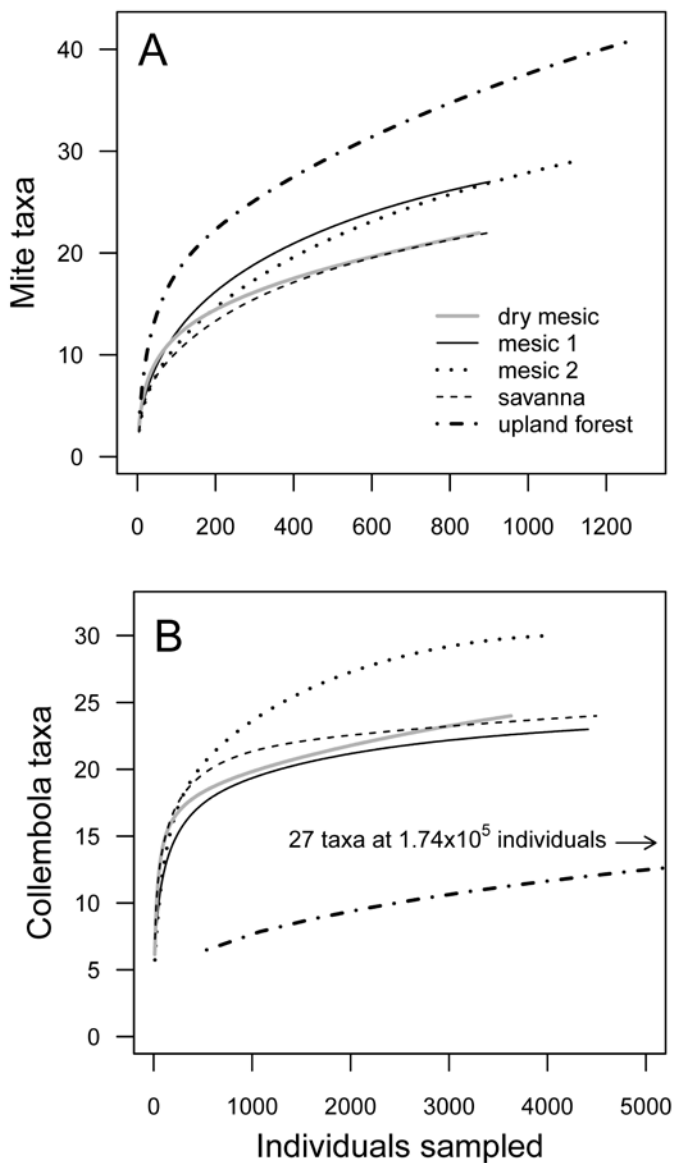 A
Mite taxa
40
30
20
10
0
dry mesic
mesic 1
mesic 2
savanna
upland forest
0 200 400 600 800 1000 1200
B
Collembola taxa
30
25
20
15
10
5
0
27 taxa at 1.74x10⁵ individuals →
0 1000 2000 3000 4000 5000
Individuals sampled